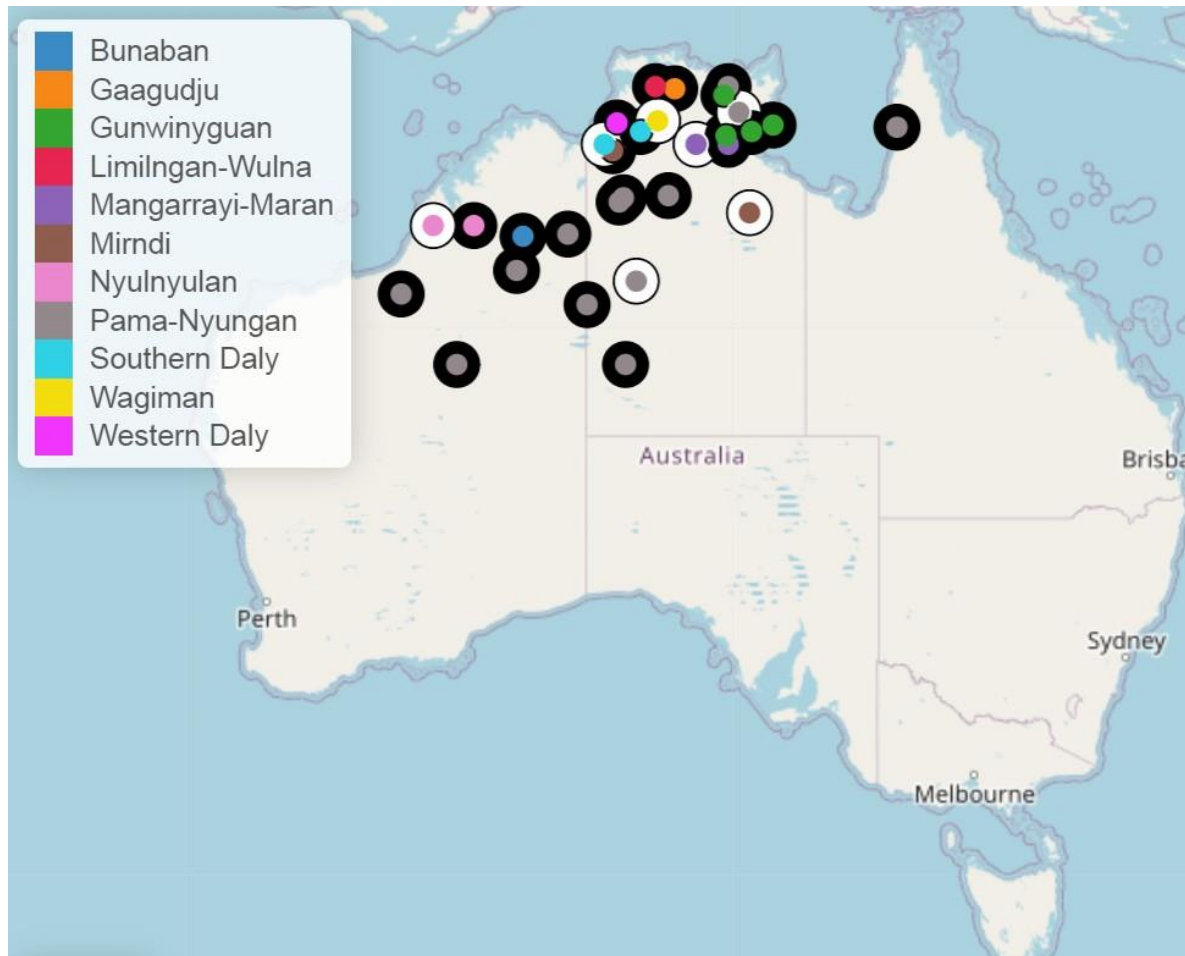 Bunaban
Gaagudju
Gunwinyguan
Limilngan-Wulna
Mangarrayi-Maran
Mirndi
Nyulnyulan
Pama-Nyungan
Southern Daly
Wagiman
Western Daly
Australia
Brisba
Perth
Sydney
Melbourne